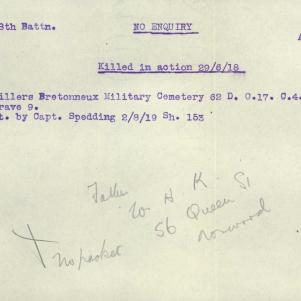 8th Battn.
NO ENQUIRY
A
Killed in action 29/6/18
illers Bretonneux Military Cemetery 62 D. O.17. C.4.
rave 9.
t. by Capt. Spedding 2/8/19 Sh. 153
Father
W H K
56 Queen St
Norwood
No packet